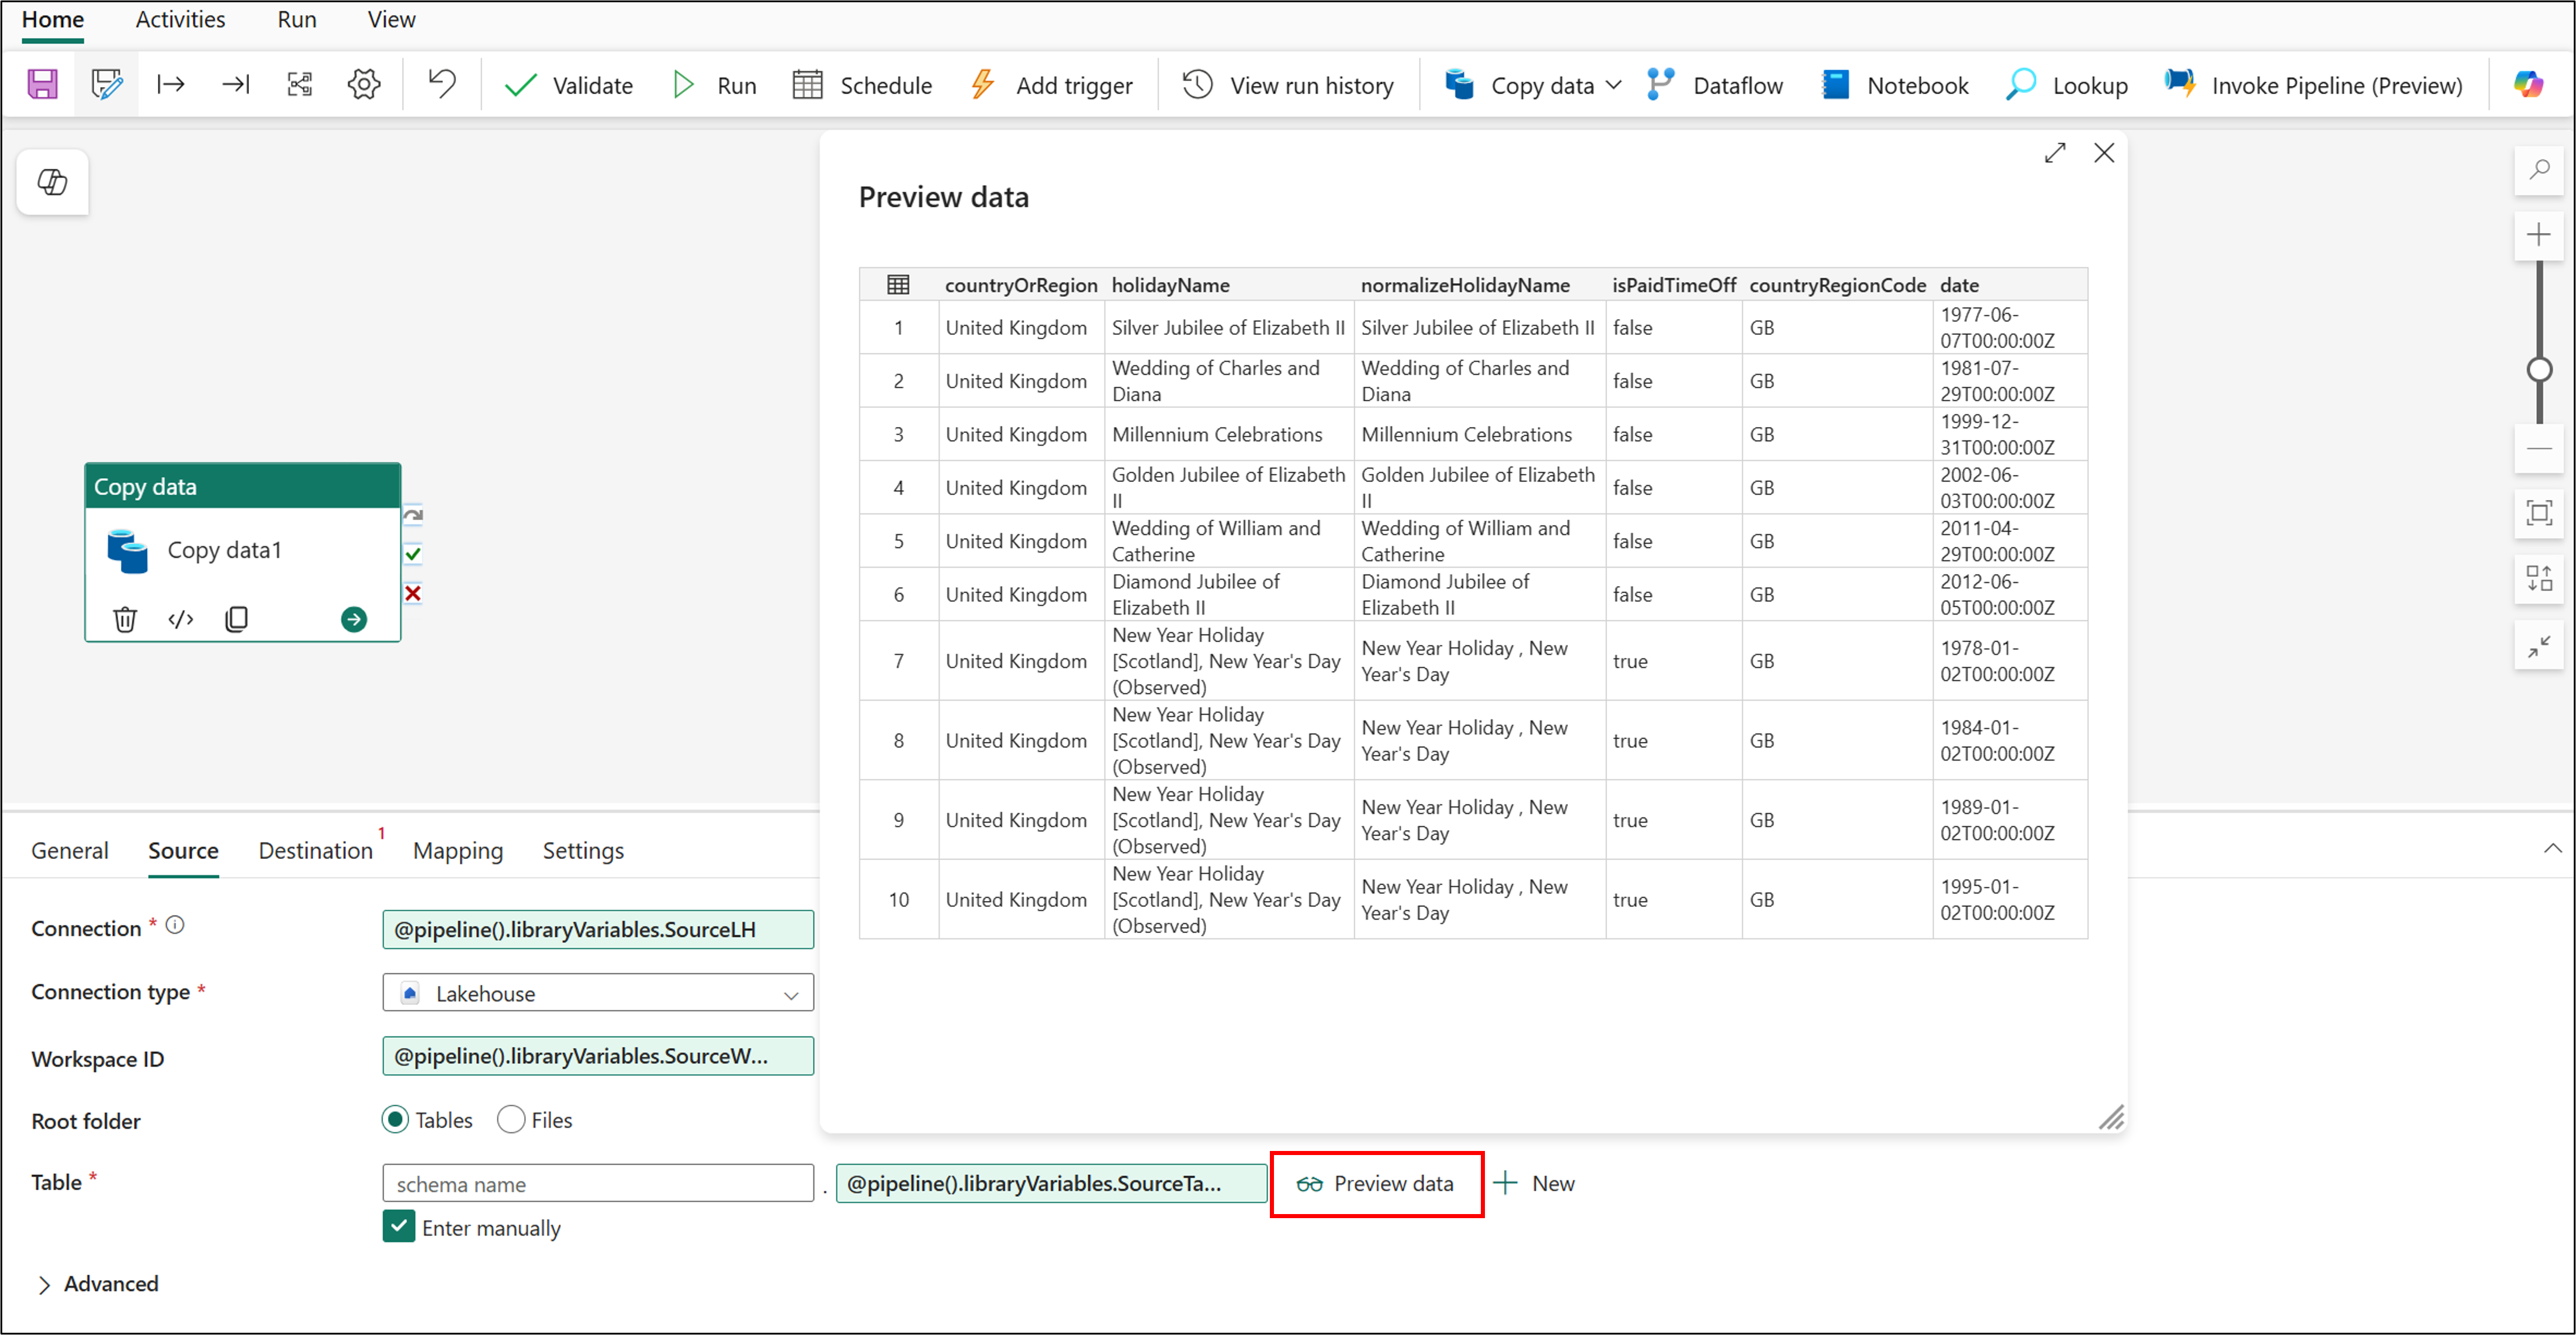 Home Activities Run View
Validate Run Schedule Add trigger View run history Copy data Dataflow Notebook Lookup Invoke Pipeline (Preview)
Preview data
countryOrRegion holidayName normalizeHolidayName isPaidTimeOff countryRegionCode date
1 United Kingdom Silver Jubilee of Elizabeth II Silver Jubilee of Elizabeth II false GB 1977-06-
07T00:00:00Z
2 United Kingdom Wedding of Charles and Wedding of Charles and false GB 1981-07-
Diana Diana 29T00:00:00Z
3 United Kingdom Millennium Celebrations Millennium Celebrations false GB 1999-12-
31T00:00:00Z
4 United Kingdom Golden Jubilee of Elizabeth Golden Jubilee of Elizabeth false GB 2002-06-
II II 03T00:00:00Z
5 United Kingdom Wedding of William and Wedding of William and false GB 2011-04-
Catherine Catherine 29T00:00:00Z
6 United Kingdom Diamond Jubilee of Diamond Jubilee of false GB 2012-06-
Elizabeth II Elizabeth II 05T00:00:00Z
New Year Holiday New Year Holiday , New 1978-01-
7 United Kingdom [Scotland], New Year's Day Year's Day true GB 02T00:00:00Z
(Observed)
New Year Holiday New Year Holiday , New 1984-01-
8 United Kingdom [Scotland], New Year's Day Year's Day true GB 02T00:00:00Z
(Observed)
New Year Holiday New Year Holiday , New 1989-01-
9 United Kingdom [Scotland], New Year's Day Year's Day true GB 02T00:00:00Z
(Observed)
New Year Holiday New Year Holiday , New 1995-01-
10 United Kingdom [Scotland], New Year's Day Year's Day true GB 02T00:00:00Z
(Observed)
Copy data
Copy data1
General Source Destination 1 Mapping Settings
Connection * @pipeline().libraryVariables.SourceLH
Connection type * Lakehouse
Workspace ID @pipeline().libraryVariables.SourceW...
Root folder Tables Files
Table * schema name . @pipeline().libraryVariables.SourceTa... Preview data New
Enter manually
Advanced